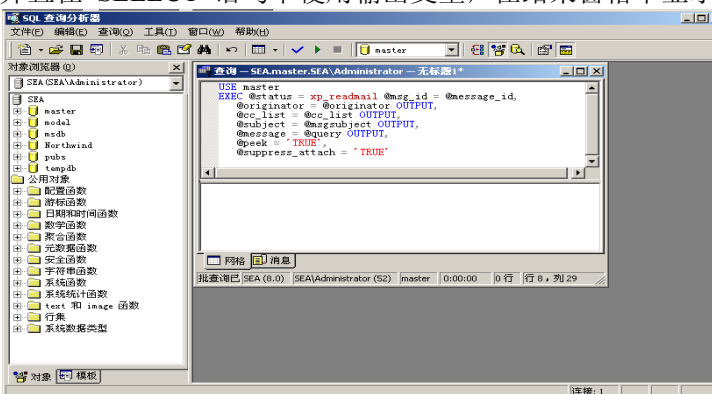 SQL 查询分析器
文件(F) 编辑(E) 查询(Q) 工具(T) 窗口(W) 帮助(H)
master
对象浏览器(O)
SEA(SEA\Administrator)
SEA
master
model
msdb
Northwind
pubs
tempdb
公用对象
配置函数
游标函数
日期和时间函数
数学函数
聚合函数
元数据函数
安全函数
字符串函数
系统函数
系统统计函数
text 和 image 函数
行集
系统数据类型
对象 模板
查询 — SEA.master.SEA\Administrator — 无标题1*
USE master
EXEC @status = xp_readmail @msg_id = @message_id,
@originator = @originator OUTPUT,
@cc_list = @cc_list OUTPUT,
@subject = @msgsubject OUTPUT,
@message = @query OUTPUT,
@peek = 'TRUE',
@suppress_attach = 'TRUE'
网格 消息
批查询已 SEA (8.0) SEA\Administrator (52) master 0:00:00 0 行 行 8, 列 29
连接: 1